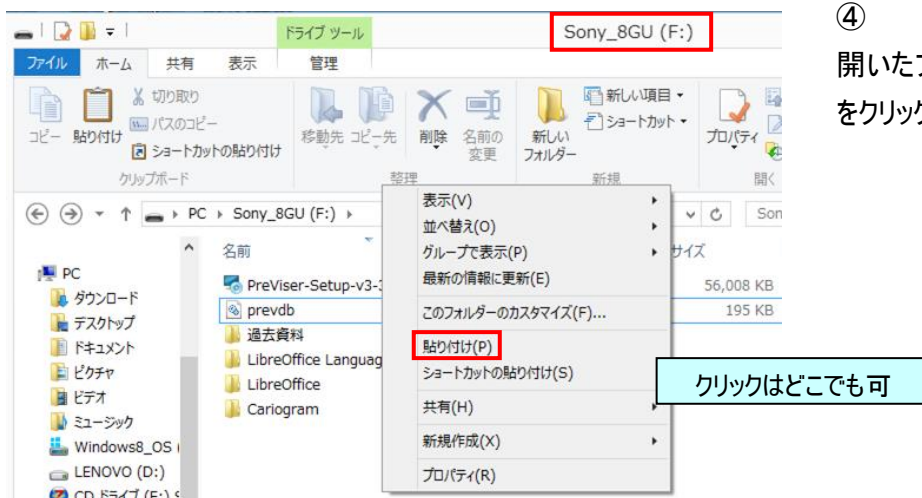 ドライブ ツール
Sony_8GU (F:)
④
開いた
をクリッ
ファイル ホーム 共有 表示 管理
コピー 貼り付け
切り取り
パスのコピー
ショートカットの貼り付け
移動先 コピー先 削除 名前の変更
新しいフォルダー
新しい項目
ショートカット
プロパティ
クリップボード 整理 新規 開く
PC Sony_8GU (F:)
Son
名前 サイズ
PC
ダウンロード
デスクトップ
ドキュメント
ピクチャ
ビデオ
ミュージック
Windows8_OS (
LENOVO (D:)
CD ドライブ (E:) S
PreViser-Setup-v3- 56,008 KB
prevdb 195 KB
過去資料
LibreOffice Languag
LibreOffice
Cariogram
表示(V)
並べ替え(O)
グループで表示(P)
最新の情報に更新(E)
このフォルダーのカスタマイズ(F)...
貼り付け(P)
ショートカットの貼り付け(S)
共有(H)
新規作成(X)
プロパティ(R)
クリックはどこでも可